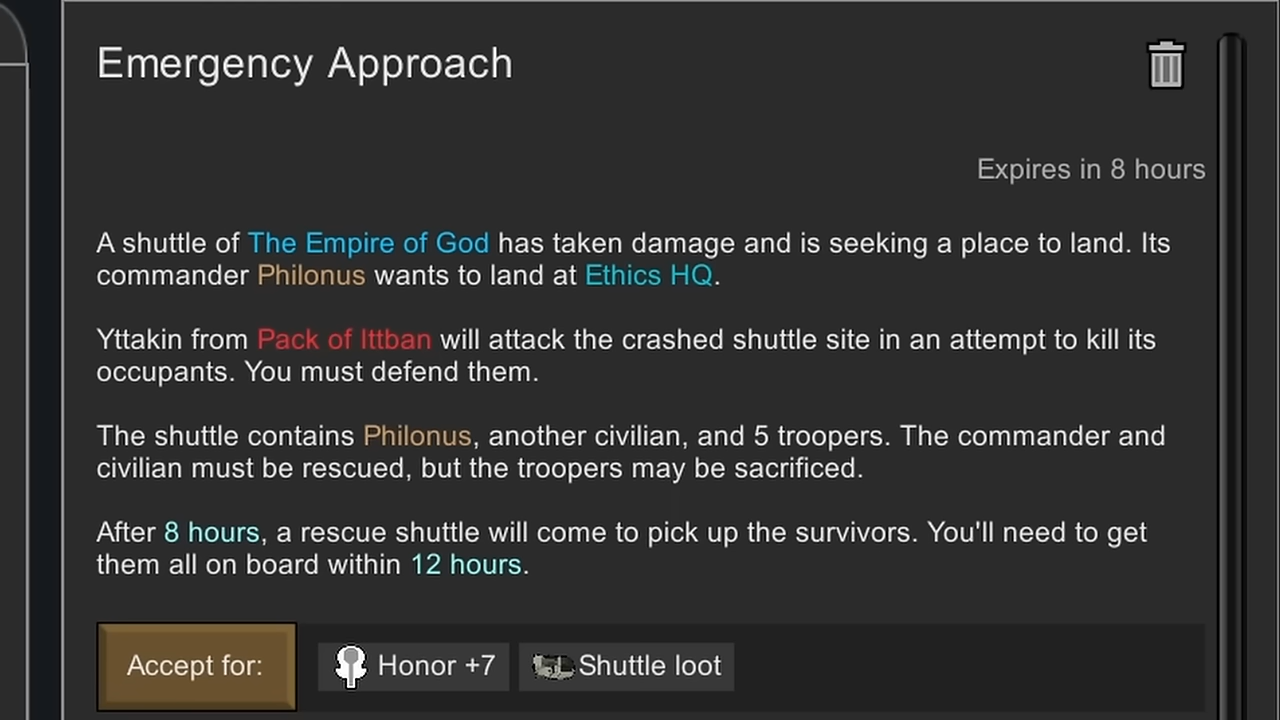 Emergency Approach
Expires in 8 hours
A shuttle of The Empire of God has taken damage and is seeking a place to land. Its
commander Philonus wants to land at Ethics HQ.
Yttakin from Pack of Ittban will attack the crashed shuttle site in an attempt to kill its
occupants. You must defend them.
The shuttle contains Philonus, another civilian, and 5 troopers. The commander and
civilian must be rescued, but the troopers may be sacrificed.
After 8 hours, a rescue shuttle will come to pick up the survivors. You'll need to get
them all on board within 12 hours.
Accept for: Honor +7 Shuttle loot